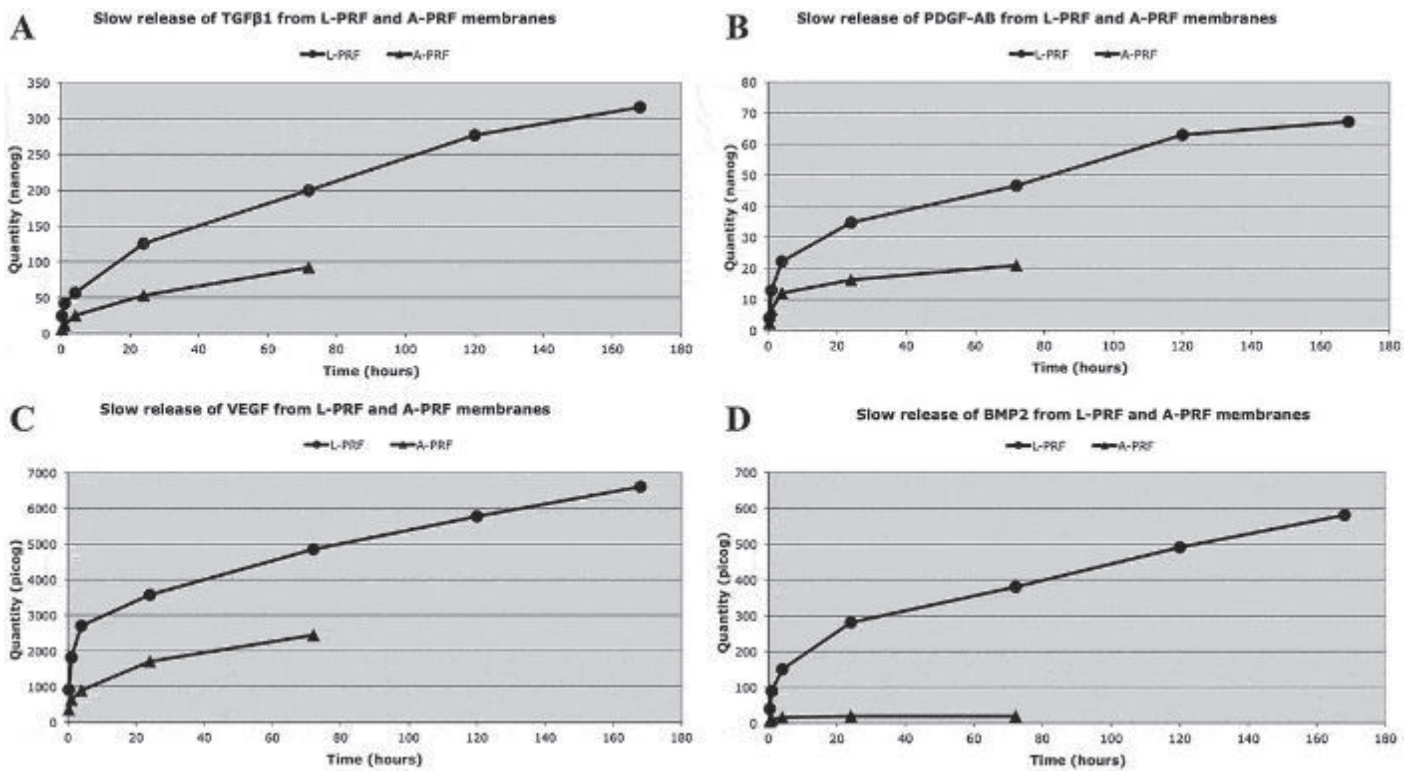 A
Slow release of TGFβ1 from L-PRF and A-PRF membranes
L-PRF A-PRF
Quantity (nanog)
350
300
250
200
150
100
50
0
0 20 40 60 80 100 120 140 160 180
Time (hours)
B
Slow release of PDGF-AB from L-PRF and A-PRF membranes
L-PRF A-PRF
Quantity (nanog)
80
70
60
50
40
30
20
10
0
0 20 40 60 80 100 120 140 160 180
Time (hours)
C
Slow release of VEGF from L-PRF and A-PRF membranes
L-PRF A-PRF
Quantity (picog)
7000
6000
5000
4000
3000
2000
1000
0
0 20 40 60 80 100 120 140 160 180
Time (hours)
D
Slow release of BMP2 from L-PRF and A-PRF membranes
L-PRF A-PRF
Quantity (picog)
700
600
500
400
300
200
100
0
0 20 40 60 80 100 120 140 160 180
Time (hours)